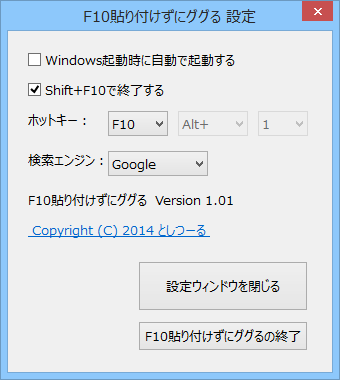 F10貼り付けずにググる 設定
Windows起動時に自動で起動する
Shift+F10で終了する
ホットキー： F10 Alt+ 1
検索エンジン： Google
F10貼り付けずにググる Version 1.01
Copyright (C) 2014 としつーる
設定ウィンドウを閉じる
F10貼り付けずにググるの終了